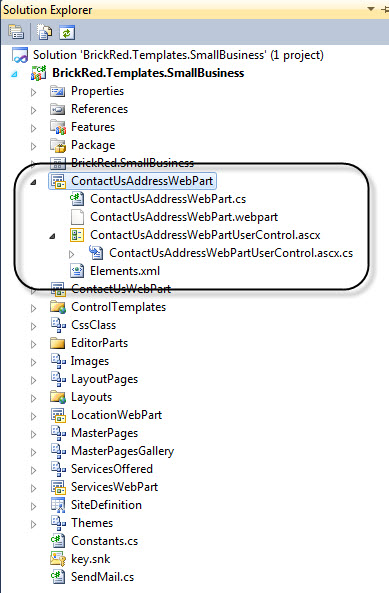 Solution Explorer
Solution 'BrickRed.Templates.SmallBusiness' (1 project)
BrickRed.Templates.SmallBusiness
Properties
References
Features
Package
BrickRed.SmallBusiness
ContactUsAddressWebPart
ContactUsAddressWebPart.cs
ContactUsAddressWebPart.webpart
ContactUsAddressWebPartUserControl.ascx
ContactUsAddressWebPartUserControl.ascx.cs
Elements.xml
ContactUsWebPart
ControlTemplates
CssClass
EditorParts
Images
LayoutPages
Layouts
LocationWebPart
MasterPages
MasterPagesGallery
ServicesOffered
ServicesWebPart
SiteDefinition
Themes
Constants.cs
key.snk
SendMail.cs